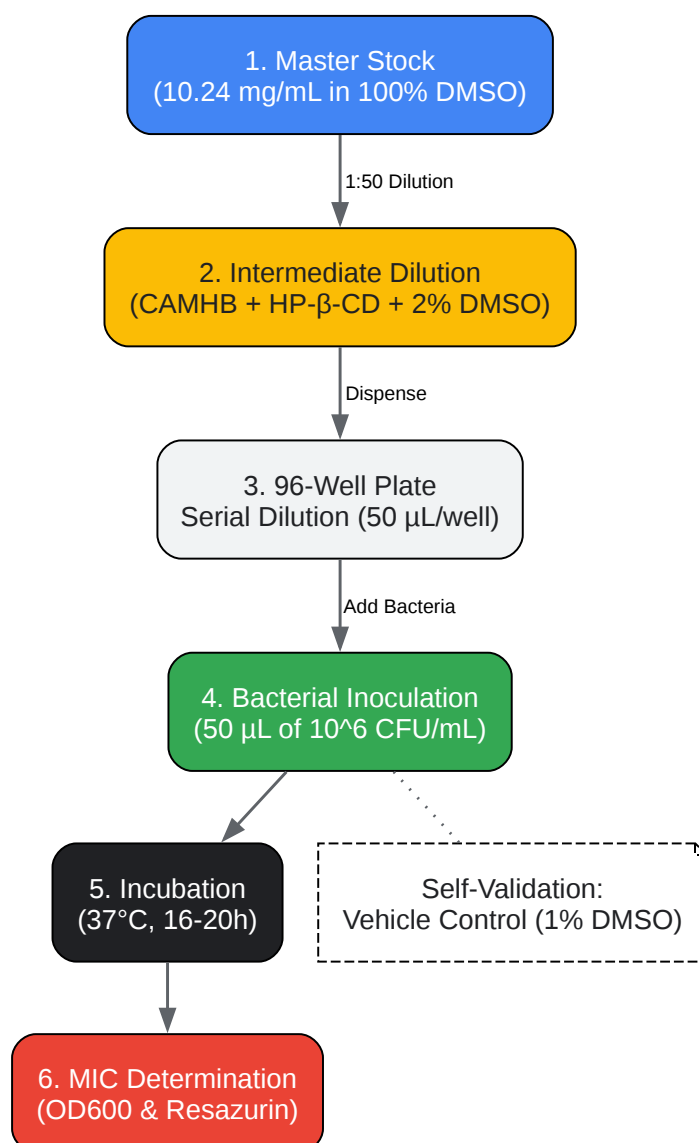 1. Master Stock
(10.24 mg/mL in 100% DMSO)
1:50 Dilution
2. Intermediate Dilution
(CAMHB + HP-β-CD + 2% DMSO)
Dispense
3. 96-Well Plate
Serial Dilution (50 µL/well)
Add Bacteria
4. Bacterial Inoculation
(50 µL of 10^6 CFU/mL)
5. Incubation
(37°C, 16-20h)
Self-Validation:
Vehicle Control (1% DMSO)
6. MIC Determination
(OD600 & Resazurin)